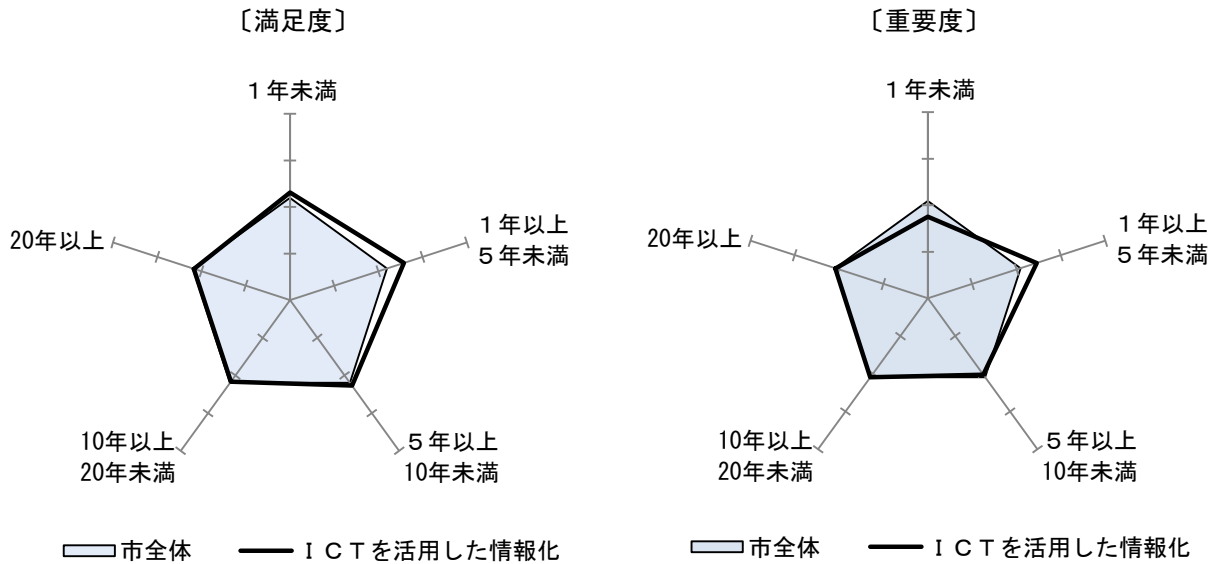 〔満足度〕
１年未満
１年以上
５年未満
５年以上
10年未満
10年以上
20年未満
20年以上
市全体
ＩＣＴを活用した情報化
〔重要度〕
１年未満
１年以上
５年未満
５年以上
10年未満
10年以上
20年未満
20年以上
市全体
ＩＣＴを活用した情報化